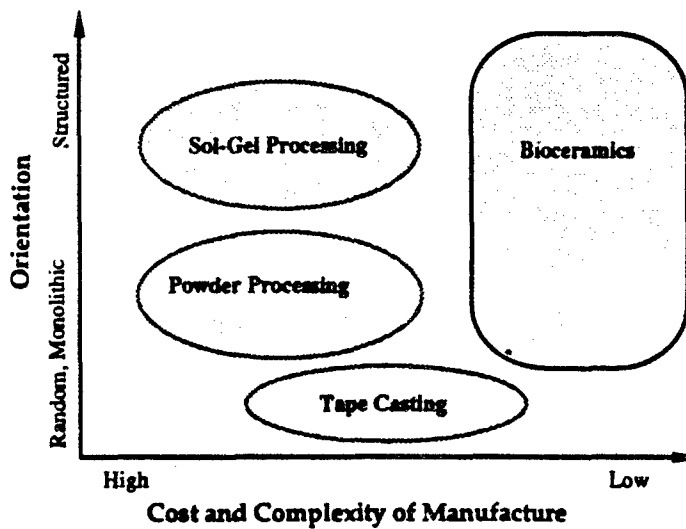 Structured
Sol-Gel Processing
Bioceramics
Orientation
Powder Processing
Random, Monolithic
Tape Casting
High
Low
Cost and Complexity of Manufacture